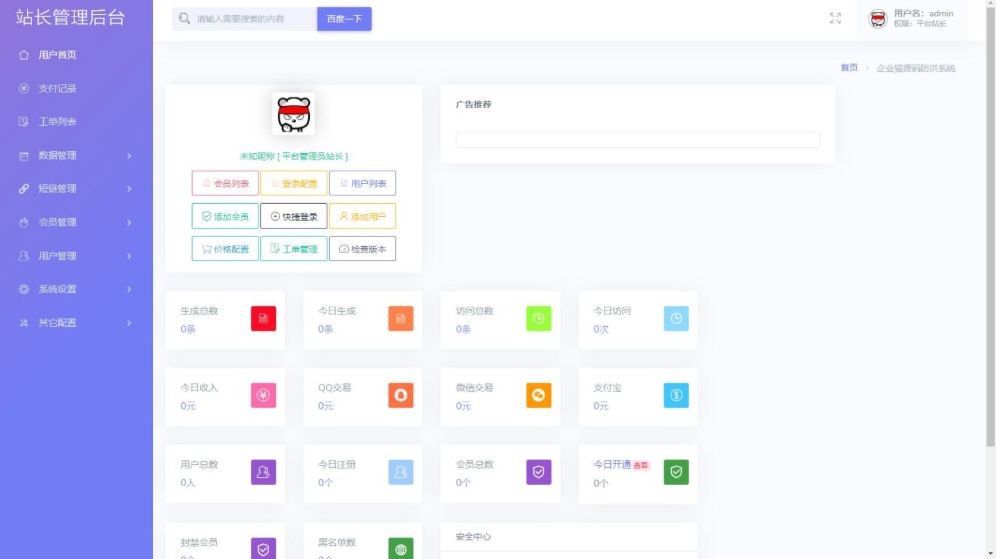 站长管理后台
请输入需要搜索的内容
百度一下
用户名：admin
权限：平台站长
用户首页
支付记录
工单列表
数据管理
短链管理
会员管理
用户管理
系统设置
其它配置
首页 › 企业猫源码防洪系统
未知昵称 [ 平台管理员站长 ]
会员列表 登录配置 用户列表
添加会员 快捷登录 添加用户
价格配置 工单管理 检查版本
广告推荐
生成总数
0条
今日生成
0条
访问总数
0条
今日访问
0次
今日收入
0元
QQ交易
0元
微信交易
0元
支付宝
0元
用户总数
0人
今日注册
0个
会员总数
0个
今日开通 查看
0个
封禁会员
黑名单数
安全中心